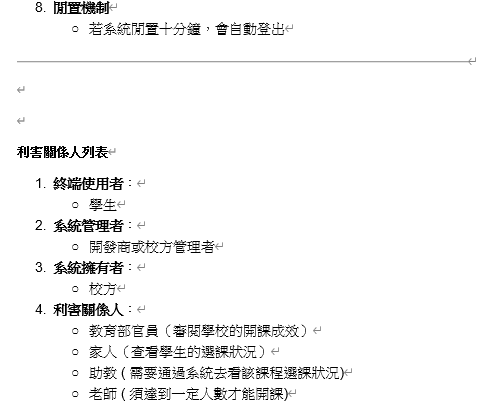 8. 閒置機制
○ 若系統閒置十分鐘，會自動登出
利害關係人列表
1. 終端使用者：
○ 學生
2. 系統管理者：
○ 開發商或校方管理者
3. 系統擁有者：
○ 校方
4. 利害關係人：
○ 教育部官員（審閱學校的開課成效）
○ 家人（查看學生的選課狀況）
○ 助教 ( 需要通過系統去看該課程選課狀況)
○ 老師 ( 須達到一定人數才能開課)